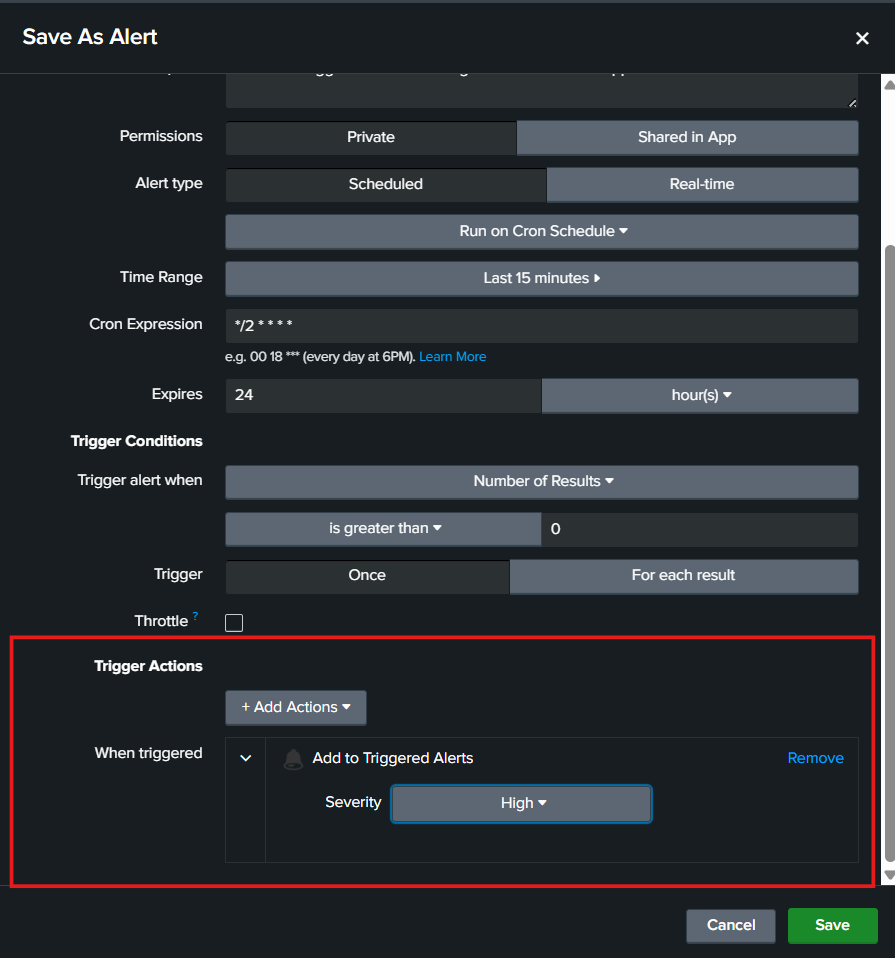 Save As Alert
Permissions Private Shared in App
Alert type Scheduled Real-time
Run on Cron Schedule
Time Range Last 15 minutes
Cron Expression */2 * * * *
e.g. 00 18 *** (every day at 6PM). Learn More
Expires 24 hour(s)
Trigger Conditions
Trigger alert when Number of Results
is greater than 0
Trigger Once For each result
Throttle ?
Trigger Actions
+ Add Actions
When triggered Add to Triggered Alerts Remove
Severity High
Cancel Save